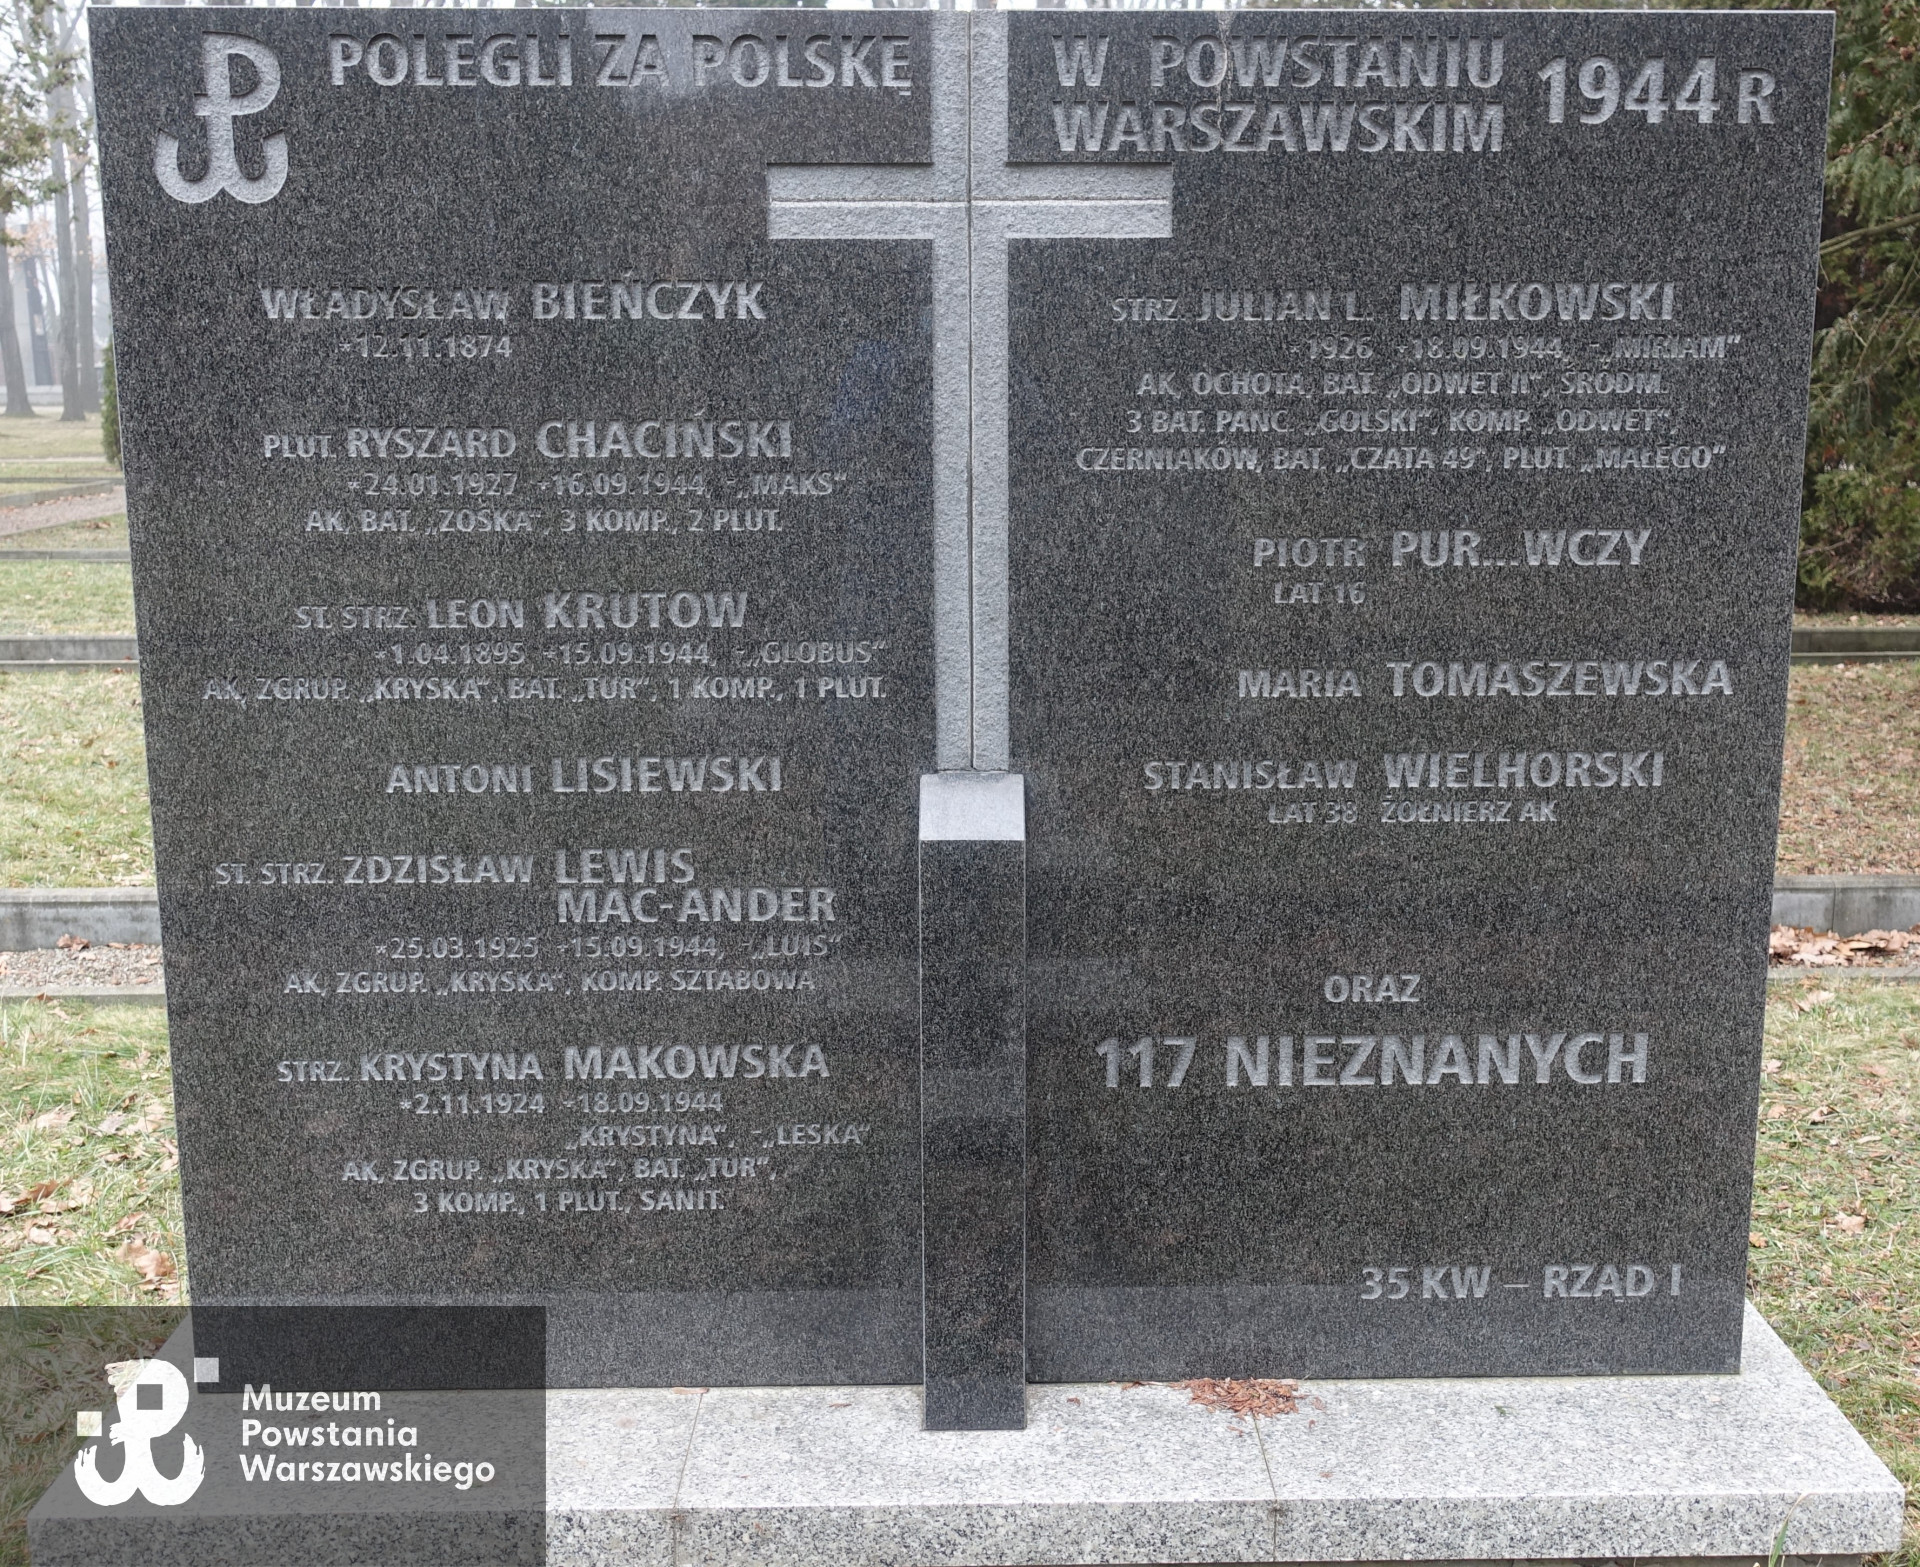 POLEGLI ZA POLSKĘ
WŁADYSŁAW BIEŃCZYK
*12.11.1874
PLUT. RYSZARD CHACIŃSKI
*24.01.1927 +16.09.1944, -„MAKS”
AK, BAT. „ZOŚKA”, 3 KOMP., 2 PLUT.
ST. STRZ. LEON KRUTOW
*1.04.1895 +15.09.1944, -„GLOBUS”
AK, ZGRUP. „KRYSKA”, BAT. „TUR”, 1 KOMP., 1 PLUT.
ANTONI LISIEWSKI
ST. STRZ. ZDZISŁAW LEWIS
MAC-ANDER
*25.03.1925 +15.09.1944, -„LUIS”
AK, ZGRUP. „KRYSKA”, KOMP. SZTABOWA
STRZ. KRYSTYNA MAKOWSKA
*2.11.1924 +18.09.1944
„KRYSTYNA”, -„LESKA”
AK, ZGRUP. „KRYSKA”, BAT. „TUR”,
3 KOMP., 1 PLUT., SANIT.
W POWSTANIU
WARSZAWSKIM 1944 R
STRZ. JULIAN L. MIŁKOWSKI
*1926 +18.09.1944, -„MIRIAM”
AK, OCHOTA, BAT. „ODWET II”, ŚRÓDM.
3 BAT. PANC. „GOLSKI”, KOMP. „ODWET”,
CZERNIAKÓW, BAT. „CZATA 49”, PLUT. „MAŁEGO”
PIOTR PUR...WCZY
LAT 16
MARIA TOMASZEWSKA
STANISŁAW WIELHORSKI
LAT 38 ŻOŁNIERZ AK
ORAZ
117 NIEZNANYCH
35 KW – RZĄD I
Muzeum
Powstania
Warszawskiego